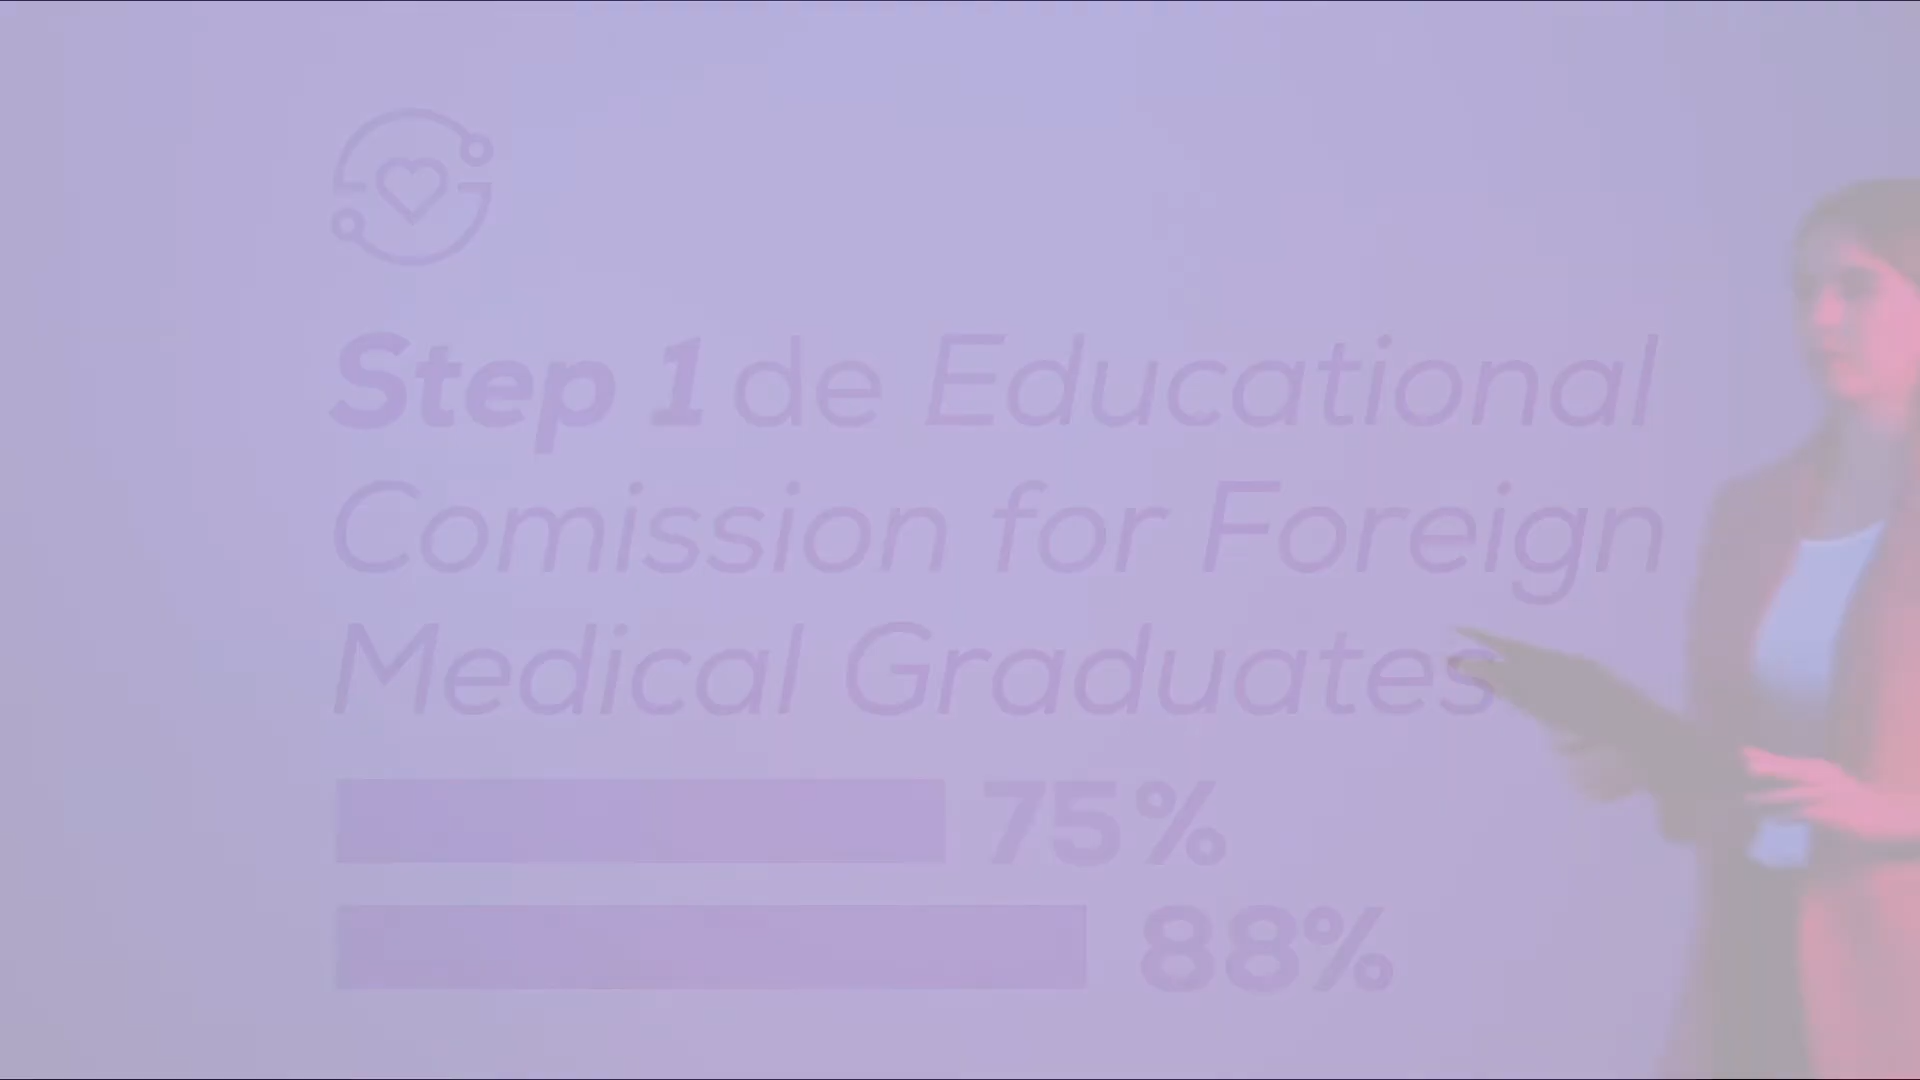 Step 1 de Educational
Comission for Foreign
Medical Graduates
75%
88%